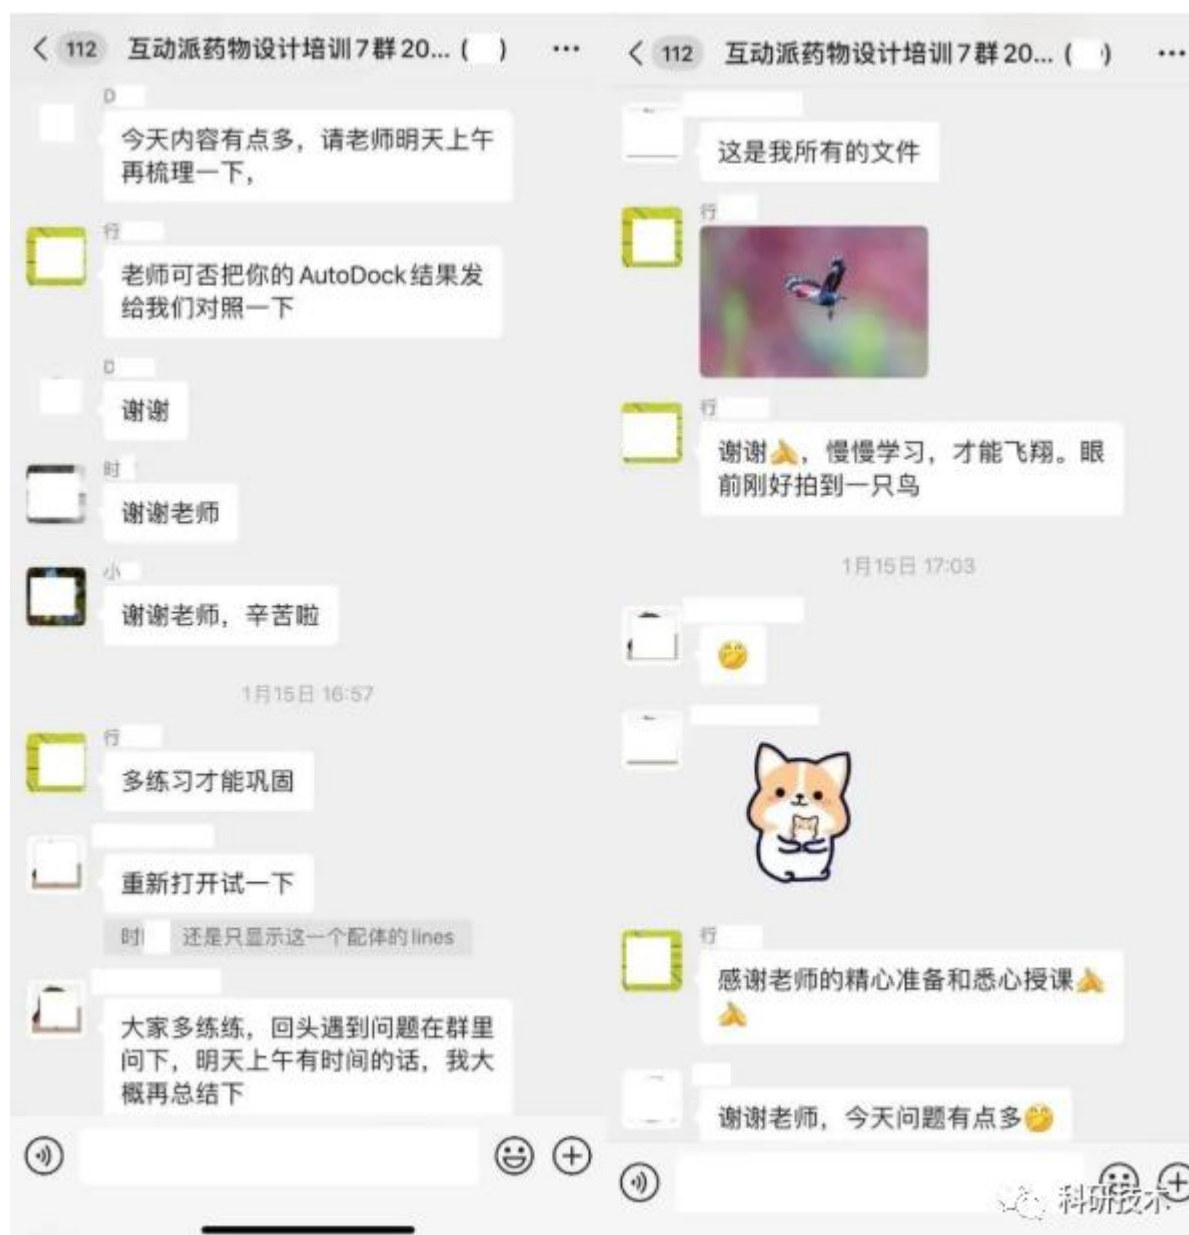 112
互动派药物设计培训7群20... ( )
D
今天内容有点多，请老师明天上午
再梳理一下，
行
老师可否把你的AutoDock结果发
给我们对照一下
D
谢谢
时
谢谢老师
小
谢谢老师，辛苦啦
1月15日 16:57
行
多练习才能巩固
重新打开试一下
时 还是只显示这一个配体的lines
大家多练练，回头遇到问题在群里
问下，明天上午有时间的话，我大
概再总结下
112
互动派药物设计培训7群20... ( )
这是我所有的文件
行
行
谢谢🙏，慢慢学习，才能飞翔。眼
前刚好拍到一只鸟
1月15日 17:03
行
感谢老师的精心准备和悉心授课🙏
🙏
谢谢老师，今天问题有点多🤭
科研技术